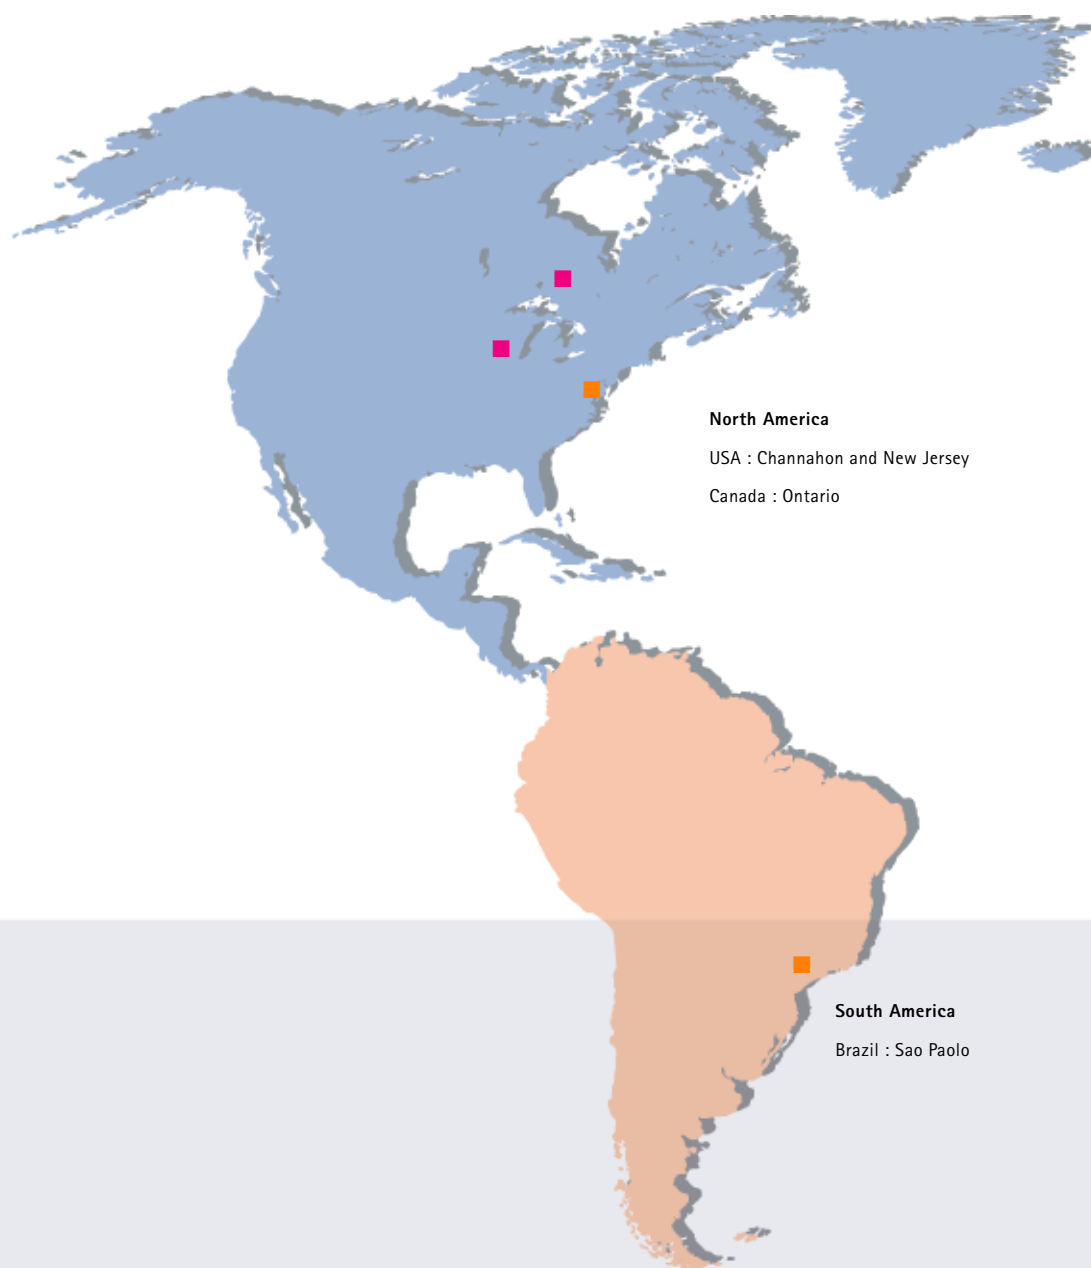 North America
USA : Channahon and New Jersey
Canada : Ontario
South America
Brazil : Sao Paolo